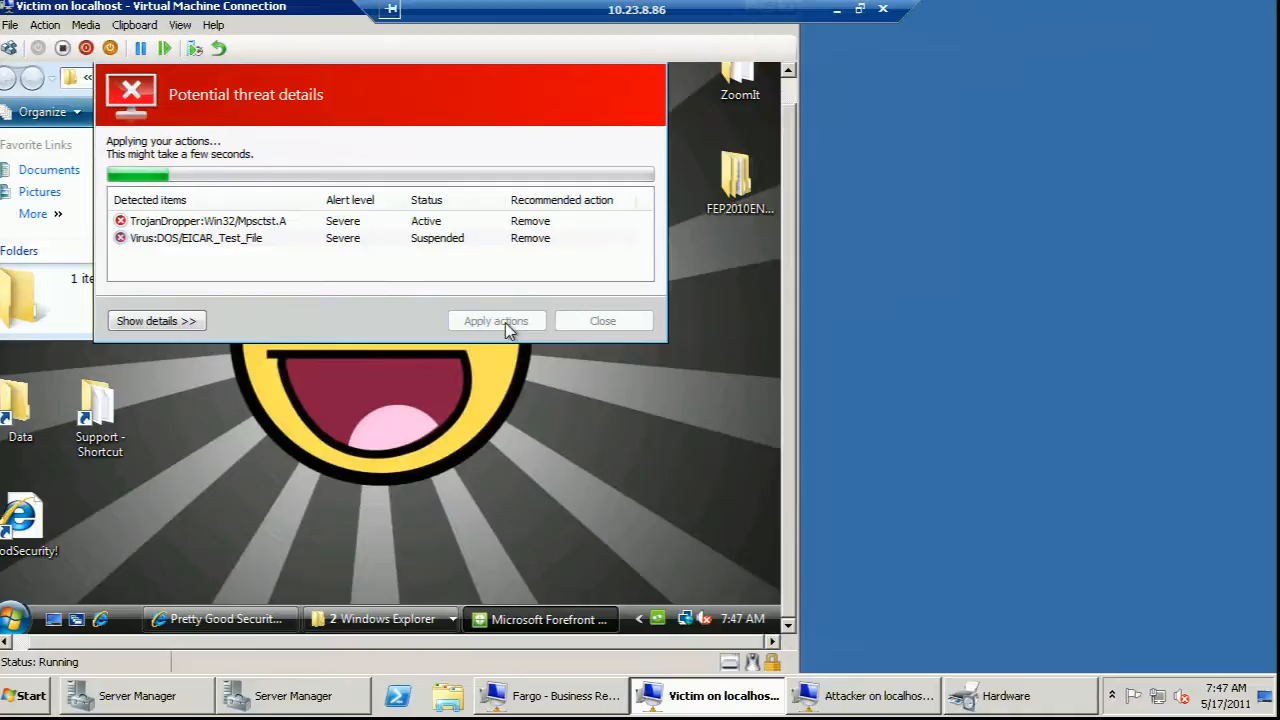 Victim on localhost - Virtual Machine Connection
10.23.8.86
File Action Media Clipboard View Help
Potential threat details
ZoomIt
Organize
Applying your actions...
This might take a few seconds.
Favorite Links
Documents
Pictures
More »
Folders
1 ite
Detected items Alert level Status Recommended action
TrojanDropper:Win32/Mpsctst.A Severe Active Remove
Virus:DOS/EICAR_Test_File Severe Suspended Remove
FEP2010EN...
Show details >> Apply actions Close
Data
Support - Shortcut
odSecurity!
Pretty Good Securit... 2 Windows Explorer Microsoft Forefront ... 7:47 AM
Status: Running
Start Server Manager Server Manager Fargo - Business Re... Victim on localhos... Attacker on localhos... Hardware 7:47 AM
5/17/2011